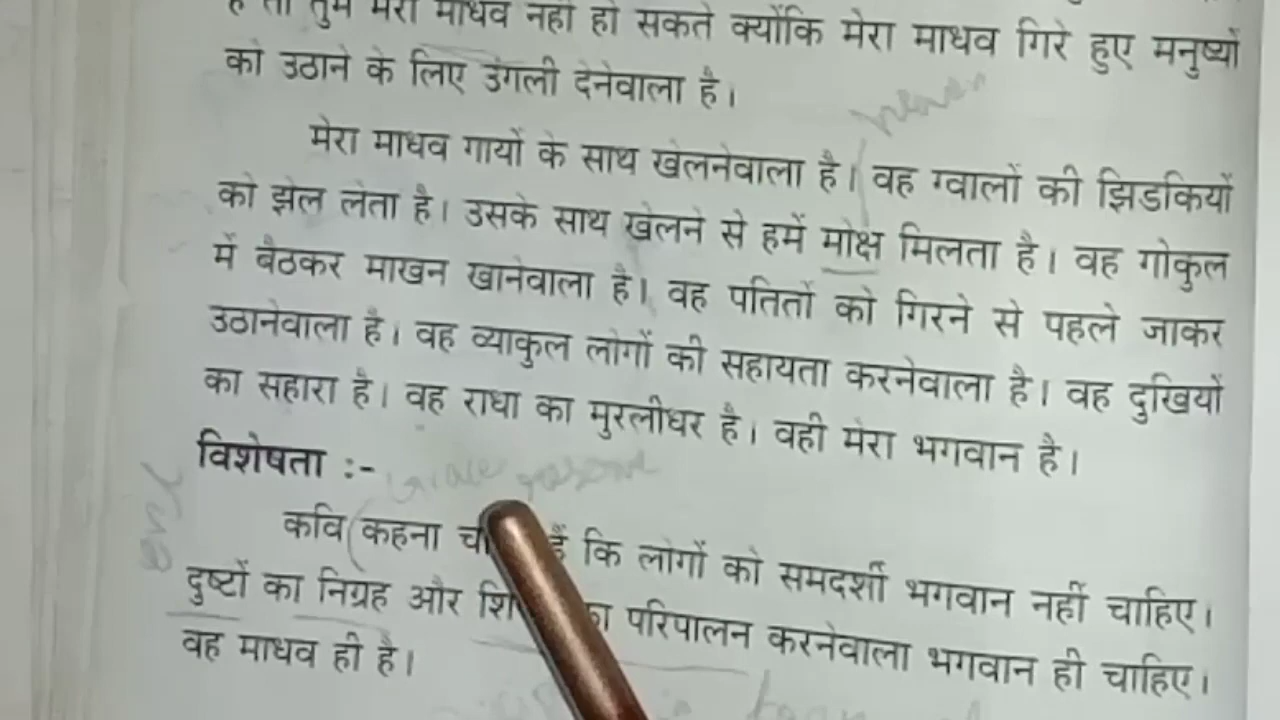 तुम मेरा माधव नहीं हो सकते क्योंकि मेरा माधव गिरे हुए मनुष्यों
को उठाने के लिए उंगली देनेवाला है।
मेरा माधव गायों के साथ खेलनेवाला है। वह ग्वालों की झिडकियों
को झेल लेता है। उसके साथ खेलने से हमें मोक्ष मिलता है। वह गोकुल
में बैठकर माखन खानेवाला है। वह पतितों को गिरने से पहले जाकर
उठानेवाला है। वह व्याकुल लोगों की सहायता करनेवाला है। वह दुखियों
का सहारा है। वह राधा का मुरलीधर है। वही मेरा भगवान है।
विशेषता :-
कवि कहना हैं कि लोगों को समदर्शी भगवान नहीं चाहिए।
दुष्टों का निग्रह और का परिपालन करनेवाला भगवान ही चाहिए।
वह माधव ही है।